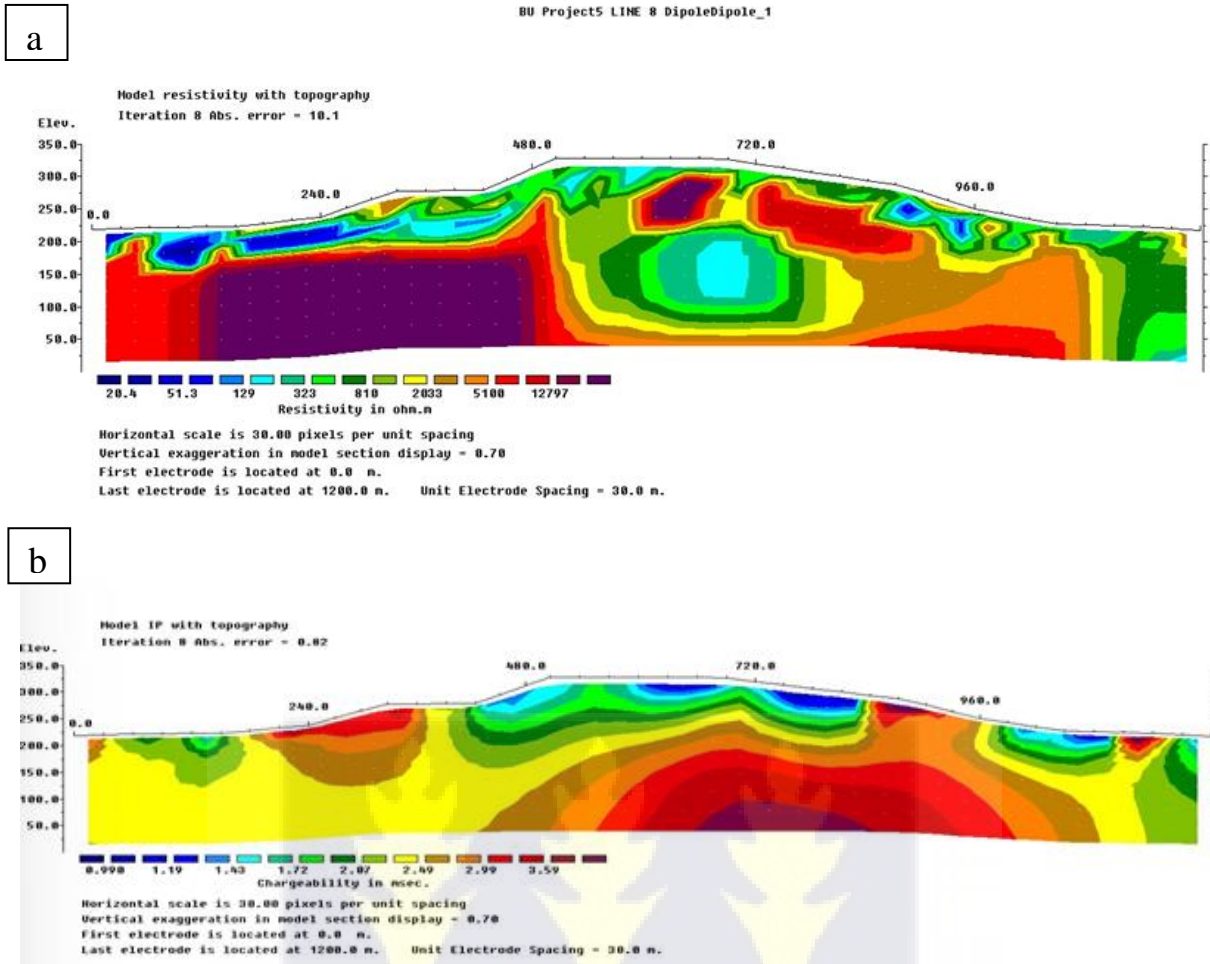 BU Project5 LINE 8 DipoleDipole_1
a
Model resistivity with topography
Iteration 8 Abs. error = 10.1
Elev.
350.0
300.0
250.0
200.0
150.0
100.0
50.0
0.0 240.0 480.0 720.0 960.0
20.4 51.3 129 323 810 2033 5100 12797
Resistivity in ohm.m
Horizontal scale is 30.00 pixels per unit spacing
Vertical exaggeration in model section display = 0.70
First electrode is located at 0.0 m.
Last electrode is located at 1200.0 m. Unit Electrode Spacing = 30.0 m.
b
Model IP with topography
Iteration 8 Abs. error = 0.82
Elev.
350.0
300.0
250.0
200.0
150.0
100.0
50.0
0.0 240.0 480.0 720.0 960.0
0.990 1.19 1.43 1.72 2.07 2.49 2.99 3.59
Chargeability in msec.
Horizontal scale is 30.00 pixels per unit spacing
Vertical exaggeration in model section display = 0.70
First electrode is located at 0.0 m.
Last electrode is located at 1200.0 m. Unit Electrode Spacing = 30.0 m.